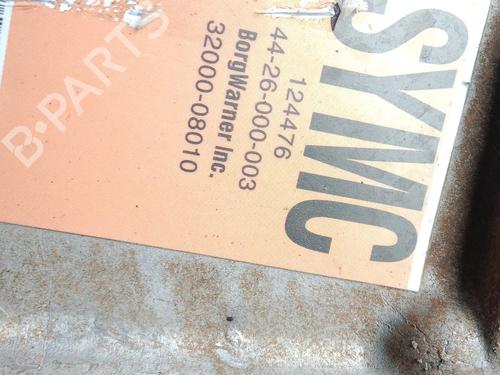 SYMC
124476
44-26-000-003
BorgWarner Inc.
32000-08010
B-PARTS